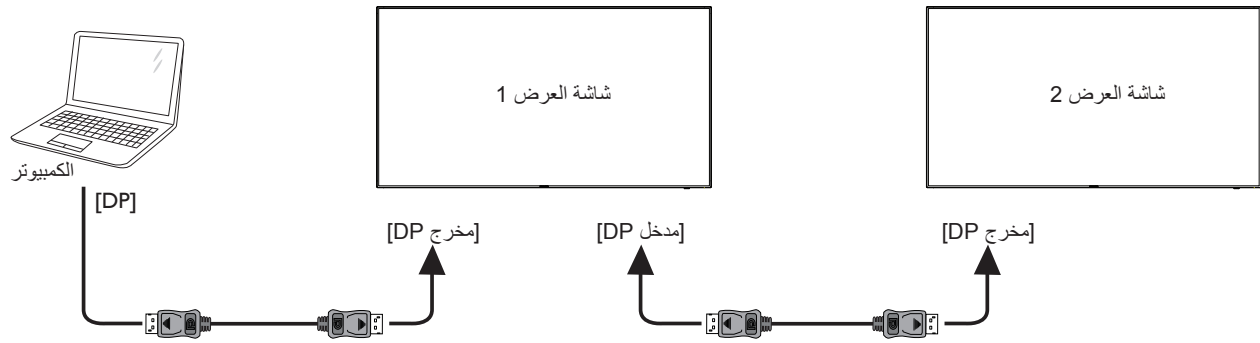 شاشة العرض 1
شاشة العرض 2
الكمبيوتر
[DP]
[مخرج DP]
[مدخل DP]
[مخرج DP]